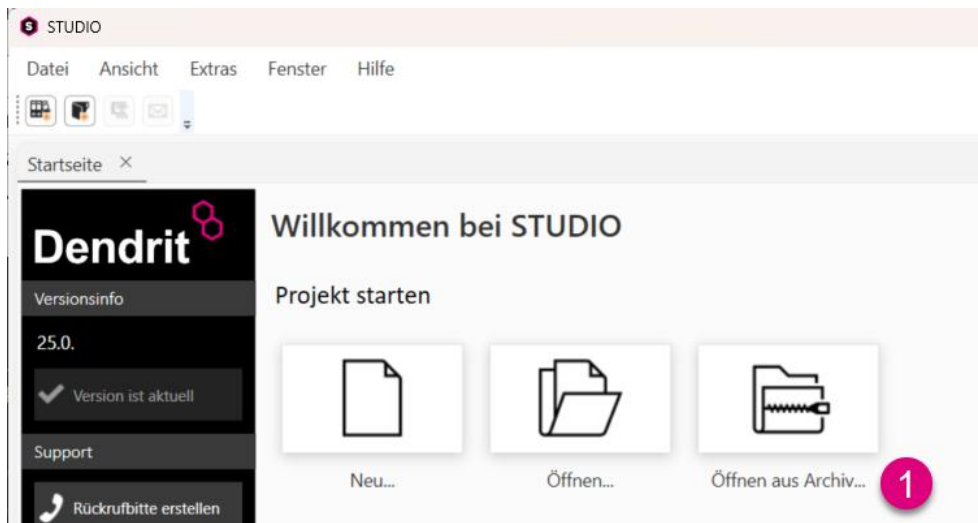 STUDIO
Datei Ansicht Extras Fenster Hilfe
Startseite
Dendrit
Versionsinfo
25.0.
Version ist aktuell
Support
Rückrufbitte erstellen
Willkommen bei STUDIO
Projekt starten
Neu...
Öffnen...
Öffnen aus Archiv...
1